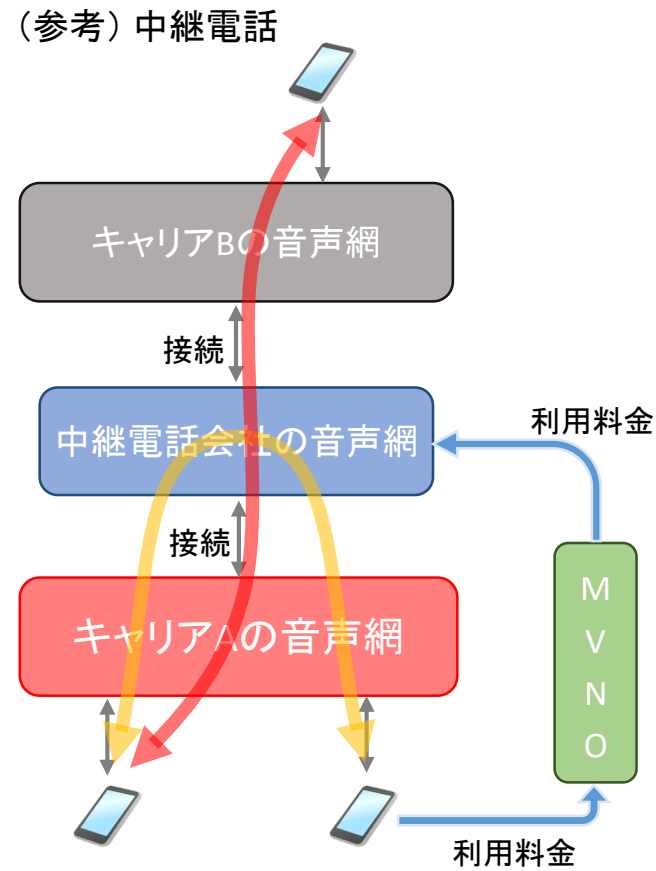 （参考）中継電話
キャリアBの音声網
接続
中継電話会社の音声網
利用料金
接続
キャリアAの音声網
M
V
N
O
利用料金